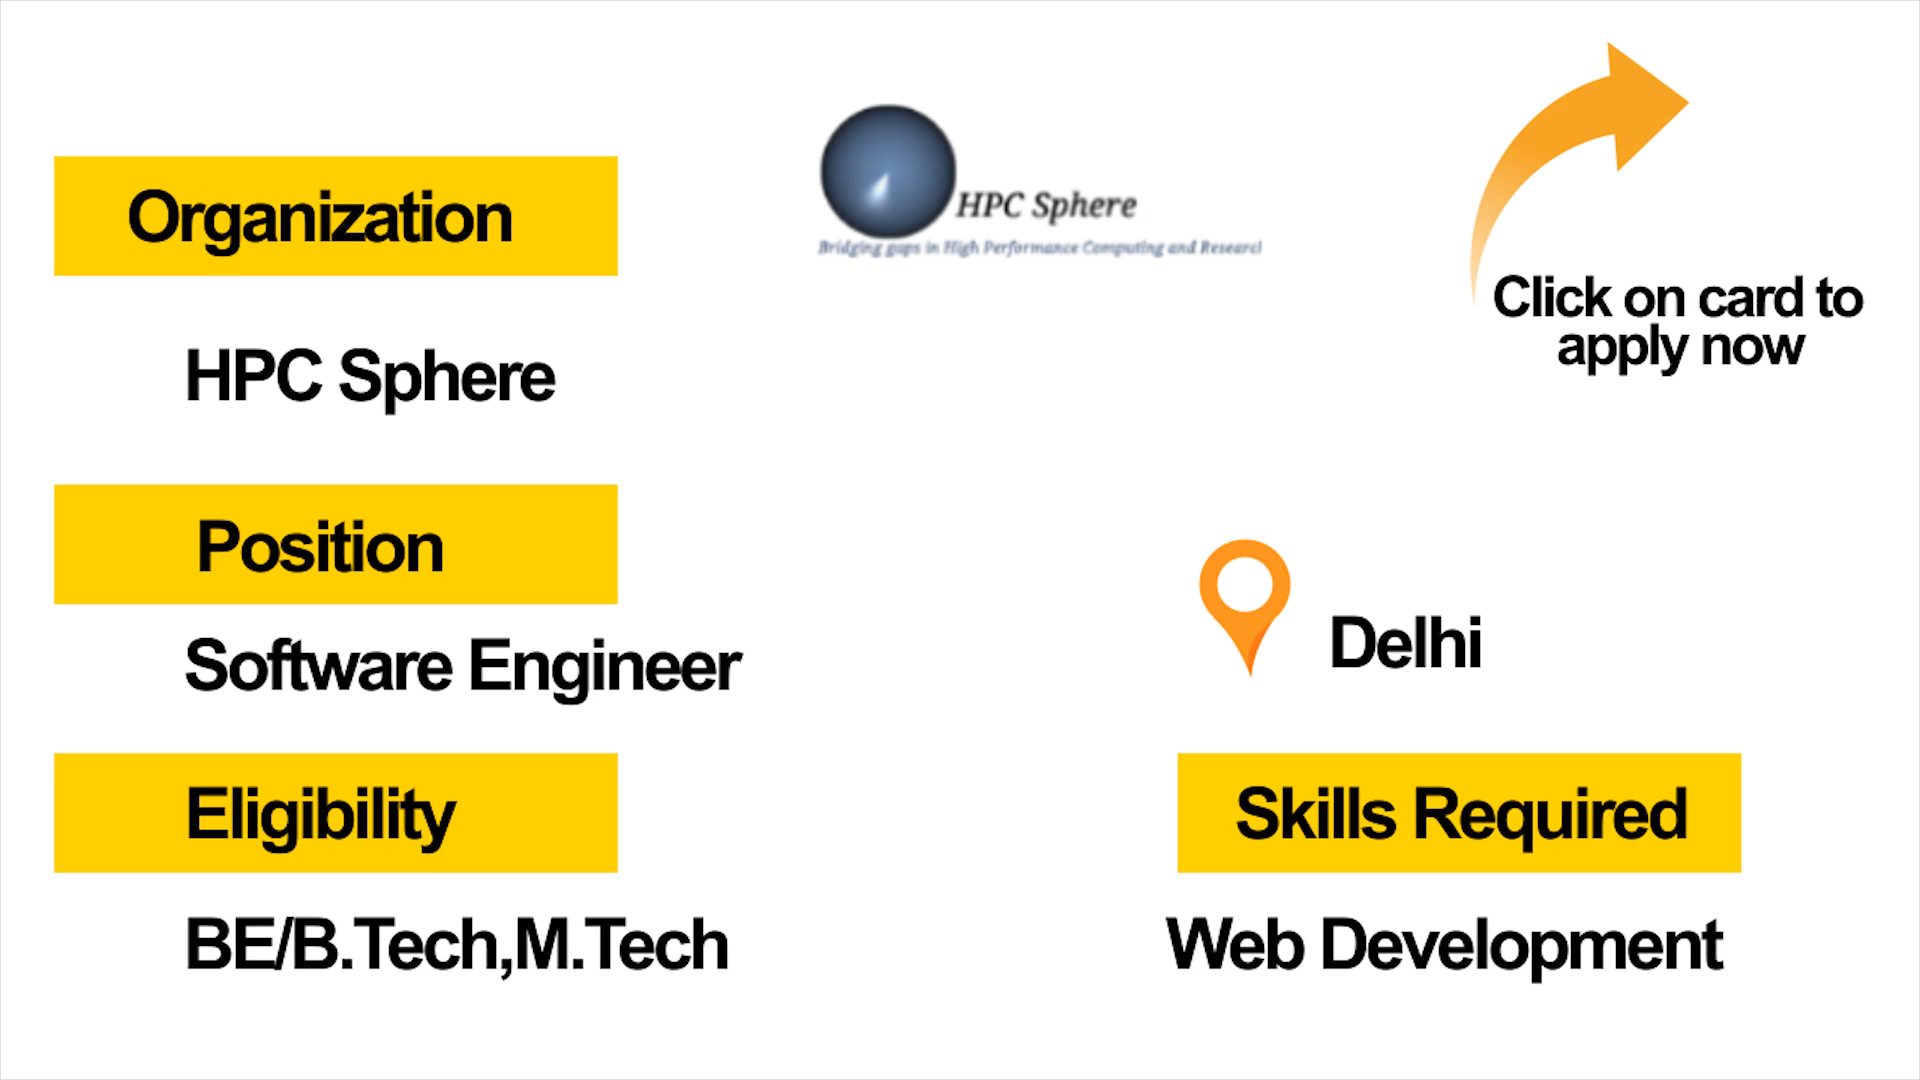 Organization
HPC Sphere
Bridging gaps in High Performance Computing and Researcl
Click on card to
apply now
HPC Sphere
Position
Software Engineer
Delhi
Eligibility
BE/B.Tech,M.Tech
Skills Required
Web Development